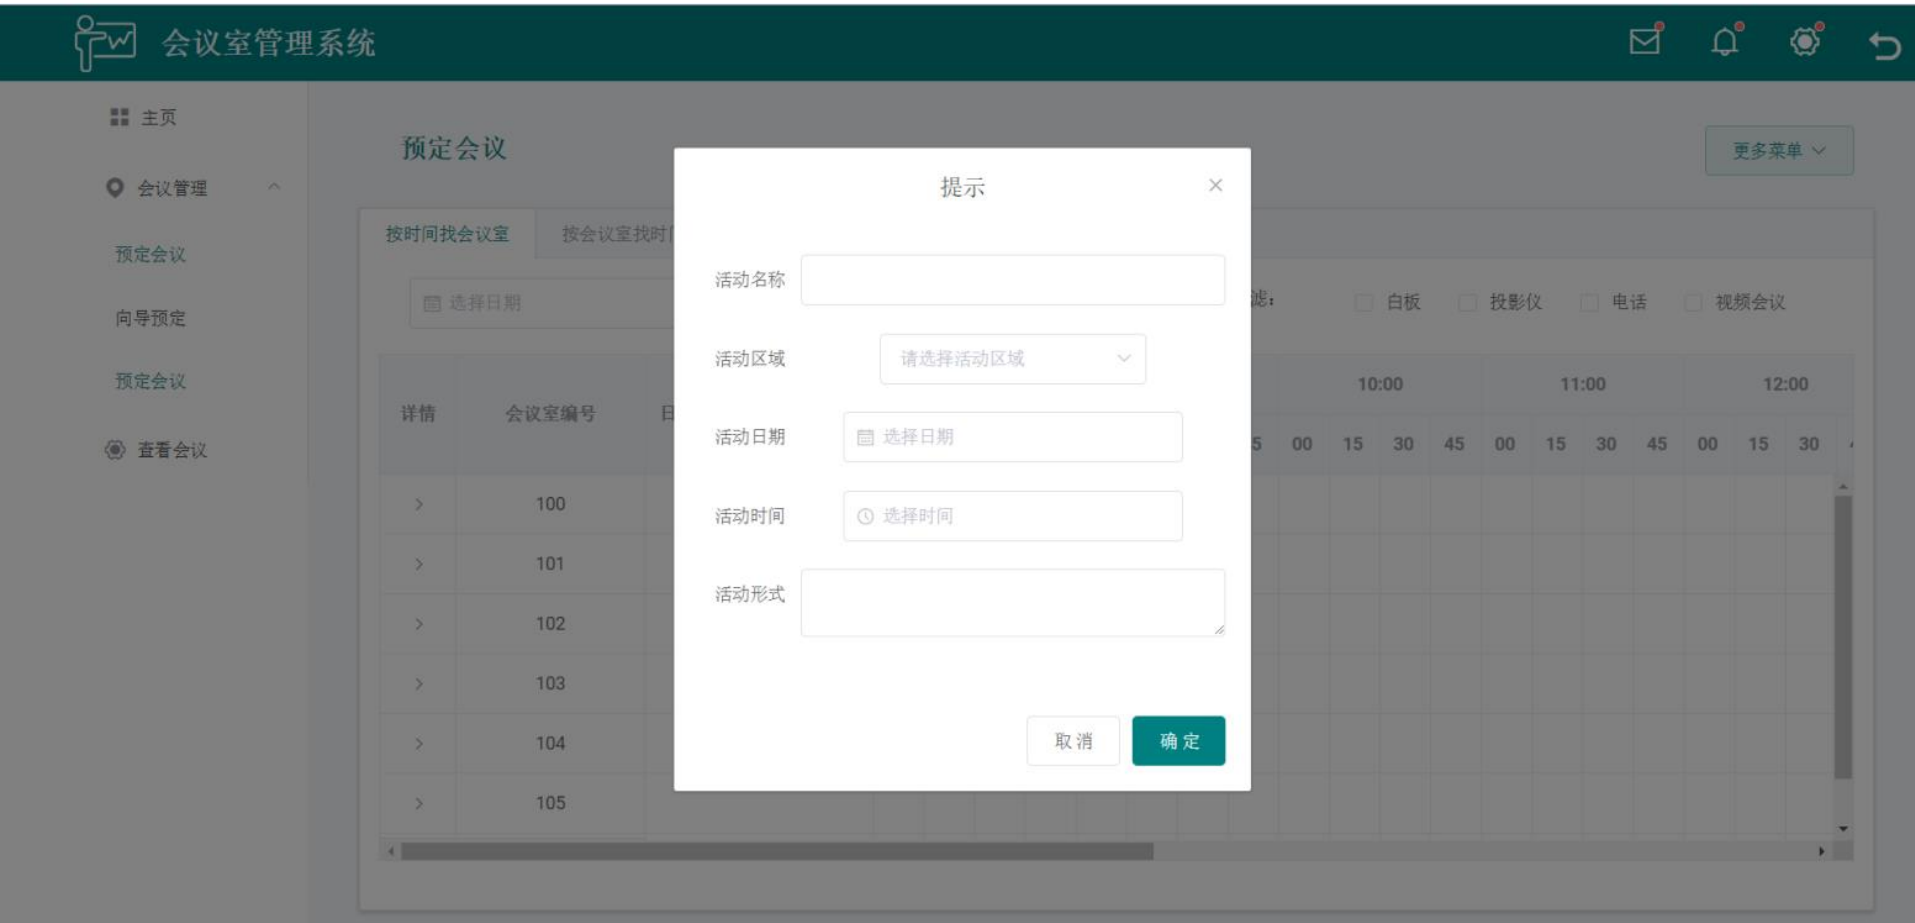 会议室管理系统
主页
会议管理
预定会议
向导预定
预定会议
查看会议
预定会议
更多菜单
按时间找会议室
按会议室找时
选择日期
滤：
白板
投影仪
电话
视频会议
详情
会议室编号
日
10:00
11:00
12:00
5 00 15 30 45 00 15 30 45 00 15 30
100
101
102
103
104
105
提示
活动名称
活动区域
请选择活动区域
活动日期
选择日期
活动时间
选择时间
活动形式
取消
确定